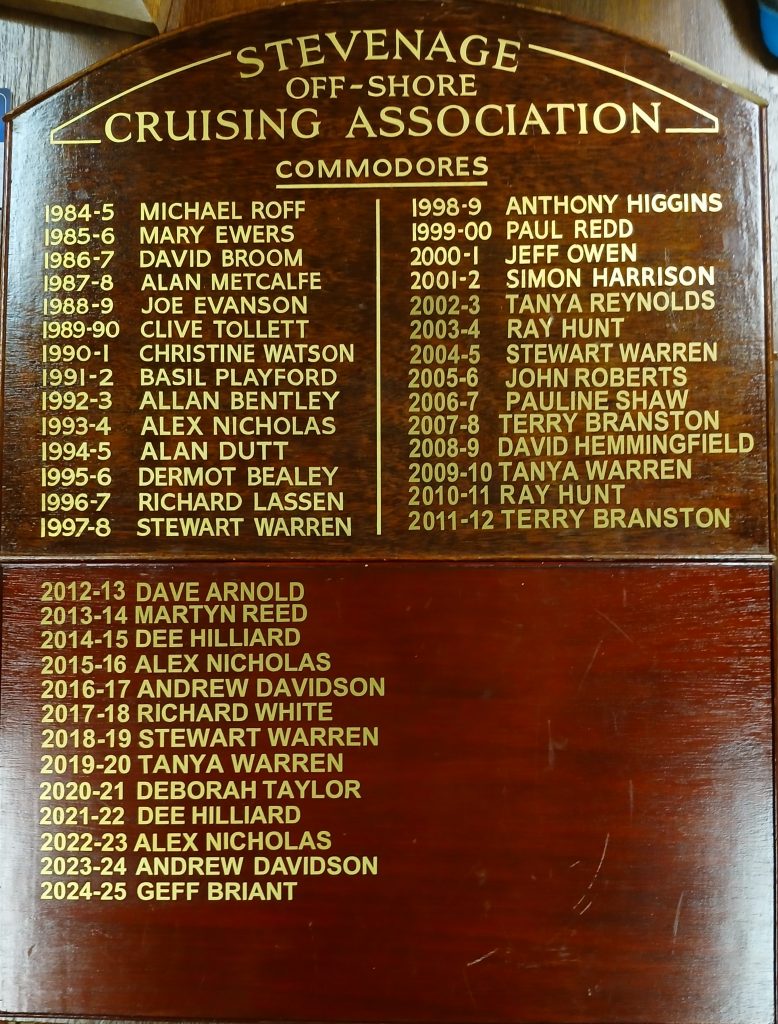 STEVENAGE
OFF-SHORE
CRUISING ASSOCIATION
COMMODORES
1984-5 MICHAEL ROFF
1985-6 MARY EWERS
1986-7 DAVID BROOM
1987-8 ALAN METCALFE
1988-9 JOE EVANSON
1989-90 CLIVE TOLLETT
1990-1 CHRISTINE WATSON
1991-2 BASIL PLAYFORD
1992-3 ALLAN BENTLEY
1993-4 ALEX NICHOLAS
1994-5 ALAN DUTT
1995-6 DERMOT BEALEY
1996-7 RICHARD LASSEN
1997-8 STEWART WARREN
1998-9 ANTHONY HIGGINS
1999-00 PAUL REDD
2000-1 JEFF OWEN
2001-2 SIMON HARRISON
2002-3 TANYA REYNOLDS
2003-4 RAY HUNT
2004-5 STEWART WARREN
2005-6 JOHN ROBERTS
2006-7 PAULINE SHAW
2007-8 TERRY BRANSTON
2008-9 DAVID HEMMINGFIELD
2009-10 TANYA WARREN
2010-11 RAY HUNT
2011-12 TERRY BRANSTON
2012-13 DAVE ARNOLD
2013-14 MARTYN REED
2014-15 DEE HILLIARD
2015-16 ALEX NICHOLAS
2016-17 ANDREW DAVIDSON
2017-18 RICHARD WHITE
2018-19 STEWART WARREN
2019-20 TANYA WARREN
2020-21 DEBORAH TAYLOR
2021-22 DEE HILLIARD
2022-23 ALEX NICHOLAS
2023-24 ANDREW DAVIDSON
2024-25 GEFF BRIANT